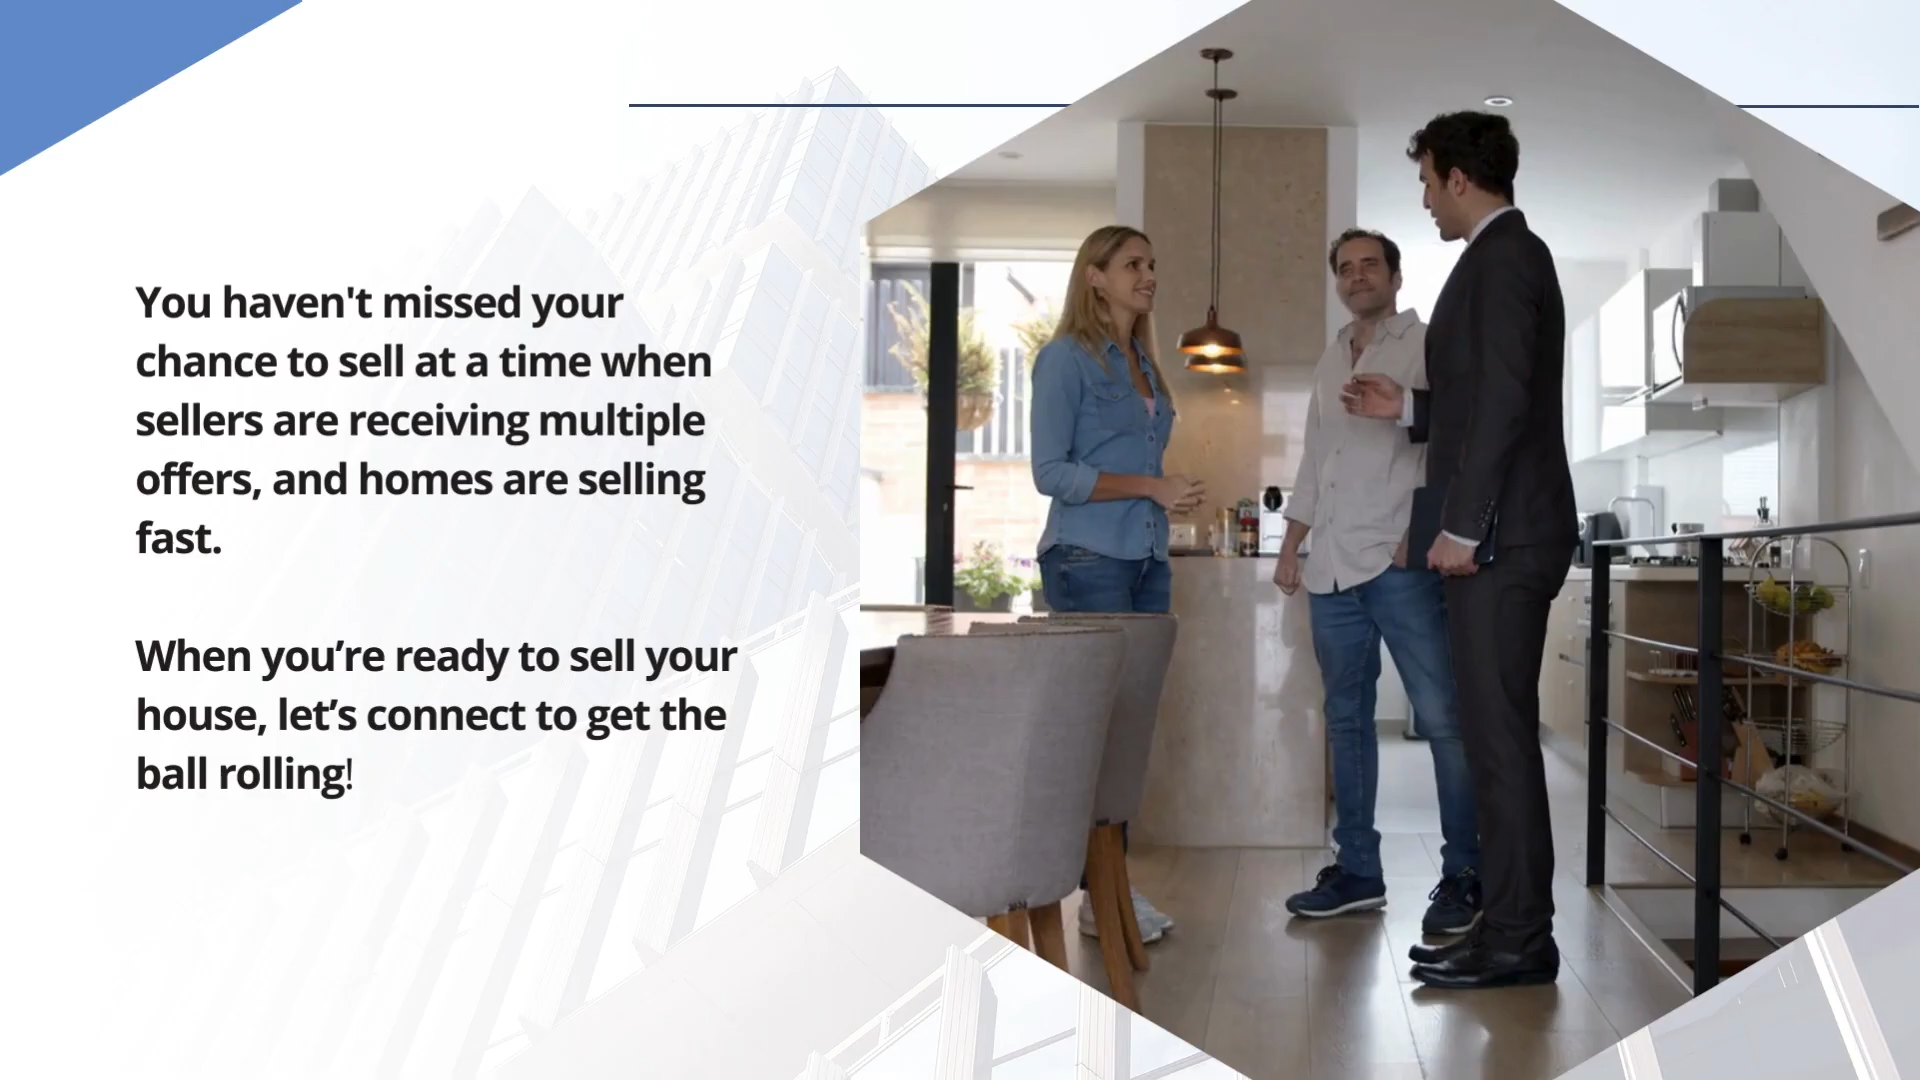 You haven't missed your
chance to sell at a time when
sellers are receiving multiple
offers, and homes are selling
fast.
When you’re ready to sell your
house, let’s connect to get the
ball rolling!